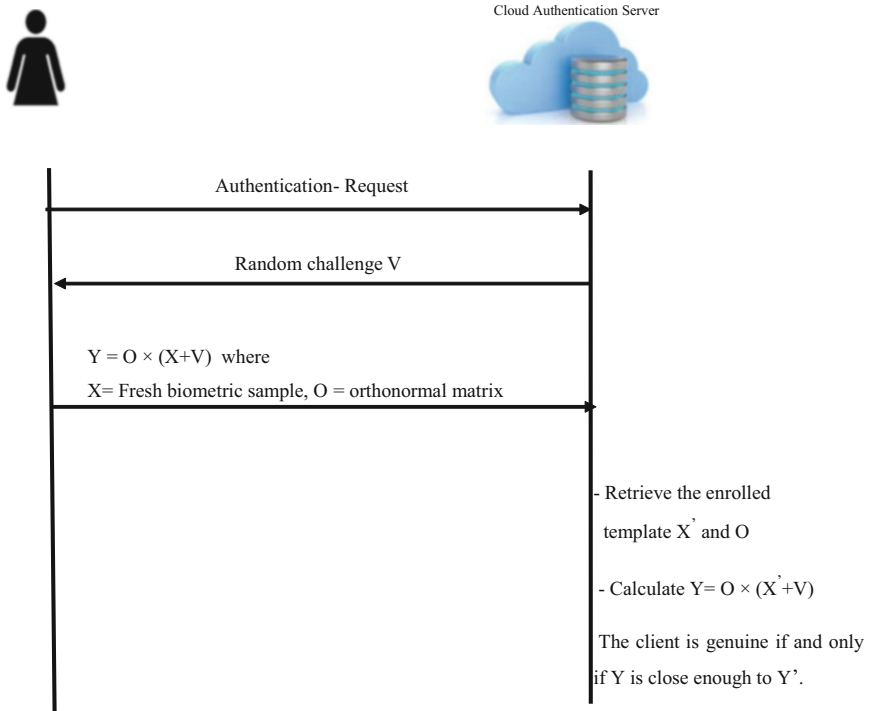 Cloud Authentication Server
Authentication- Request
Random challenge V
Y = O × (X+V) where
X= Fresh biometric sample, O = orthonormal matrix
- Retrieve the enrolled
template X’ and O
- Calculate Y= O × (X’+V)
The client is genuine if and only
if Y is close enough to Y’.